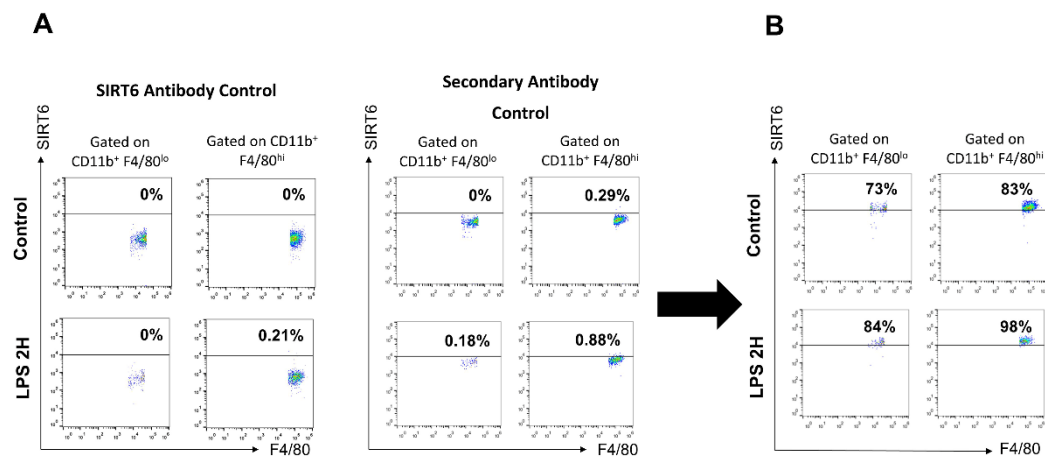 A
B
SIRT6 Antibody Control
Secondary Antibody
Control
SIRT6
SIRT6
SIRT6
Gated on
CD11b⁺ F4/80ˡᵒ
Gated on CD11b⁺
F4/80ʰⁱ
Gated on
CD11b⁺ F4/80ˡᵒ
Gated on
CD11b⁺ F4/80ʰⁱ
Gated on
CD11b⁺ F4/80ˡᵒ
Gated on
CD11b⁺ F4/80ʰⁱ
Control
0%
0%
0%
0.29%
Control
73%
83%
LPS 2H
0%
0.21%
0.18%
0.88%
LPS 2H
84%
98%
F4/80
F4/80
F4/80